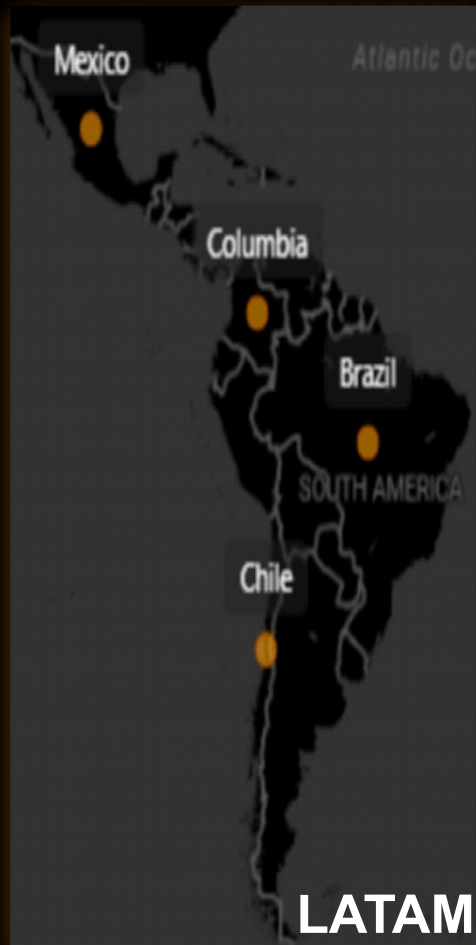 Mexico
Atlantic Oc
Columbia
Brazil
SOUTH AMERICA
Chile
LATAM